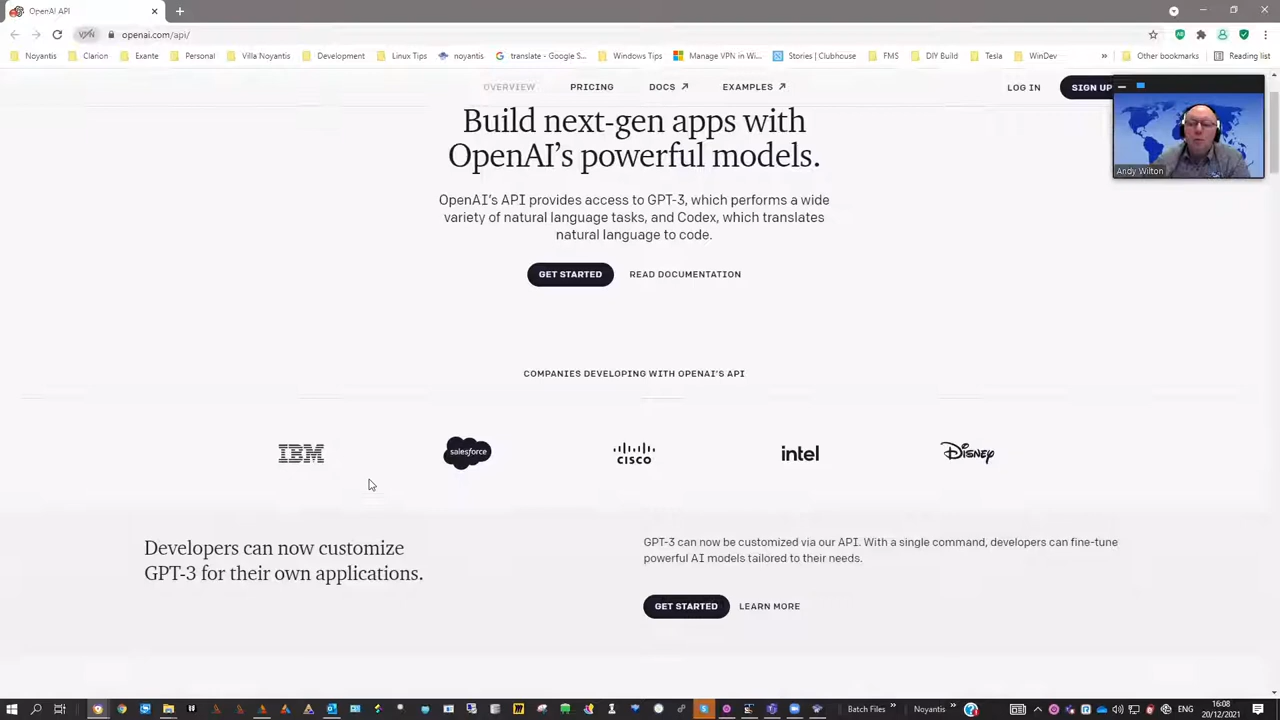 OpenAI API
VPN
openai.com/api/
Noyantis
Clarion
Exante
Personal
Villa Noyantis
Development
Linux Tips
noyantis
translate - Google S...
Windows Tips
Manage VPN in Wi...
Stories | Clubhouse
FMS
DIY Build
Tesla
WinDev
»
Other bookmarks
Reading list
OVERVIEW
PRICING
DOCS
EXAMPLES
LOG IN
SIGN UP
Andy Wilton
Build next-gen apps with
OpenAI's powerful models.
OpenAI's API provides access to GPT-3, which performs a wide
variety of natural language tasks, and Codex, which translates
natural language to code.
GET STARTED
READ DOCUMENTATION
COMPANIES DEVELOPING WITH OPENAI'S API
IBM
salesforce
CISCO
intel
Disney
Developers can now customize
GPT-3 for their own applications.
GPT-3 can now be customized via our API. With a single command, developers can fine-tune
powerful AI models tailored to their needs.
GET STARTED
LEARN MORE
Batch Files
»
Noyantis
»
ENG
16:08
20/12/2021